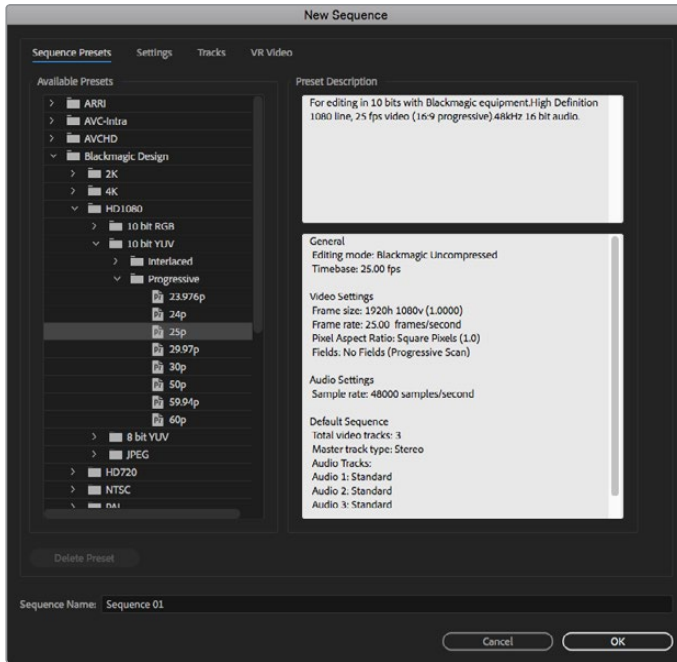 New Sequence
Sequence Presets Settings Tracks VR Video
Available Presets
ARRI
AVC-Intra
AVCHD
Blackmagic Design
2K
4K
HD1080
10 bit RGB
10 bit YUV
Interlaced
Progressive
23.976p
24p
25p
29.97p
30p
50p
59.94p
60p
8 bit YUV
JPEG
HD720
NTSC
PAL
Delete Preset
Preset Description
For editing in 10 bits with Blackmagic equipment.High Definition
1080 line, 25 fps video (16:9 progressive).48kHz 16 bit audio.
General
Editing mode: Blackmagic Uncompressed
Timebase: 25.00 fps
Video Settings
Frame size: 1920h 1080v (1.0000)
Frame rate: 25.00 frames/second
Pixel Aspect Ratio: Square Pixels (1.0)
Fields: No Fields (Progressive Scan)
Audio Settings
Sample rate: 48000 samples/second
Default Sequence
Total video tracks: 3
Master track type: Stereo
Audio Tracks:
Audio 1: Standard
Audio 2: Standard
Audio 3: Standard
Sequence Name: Sequence 01
Cancel OK